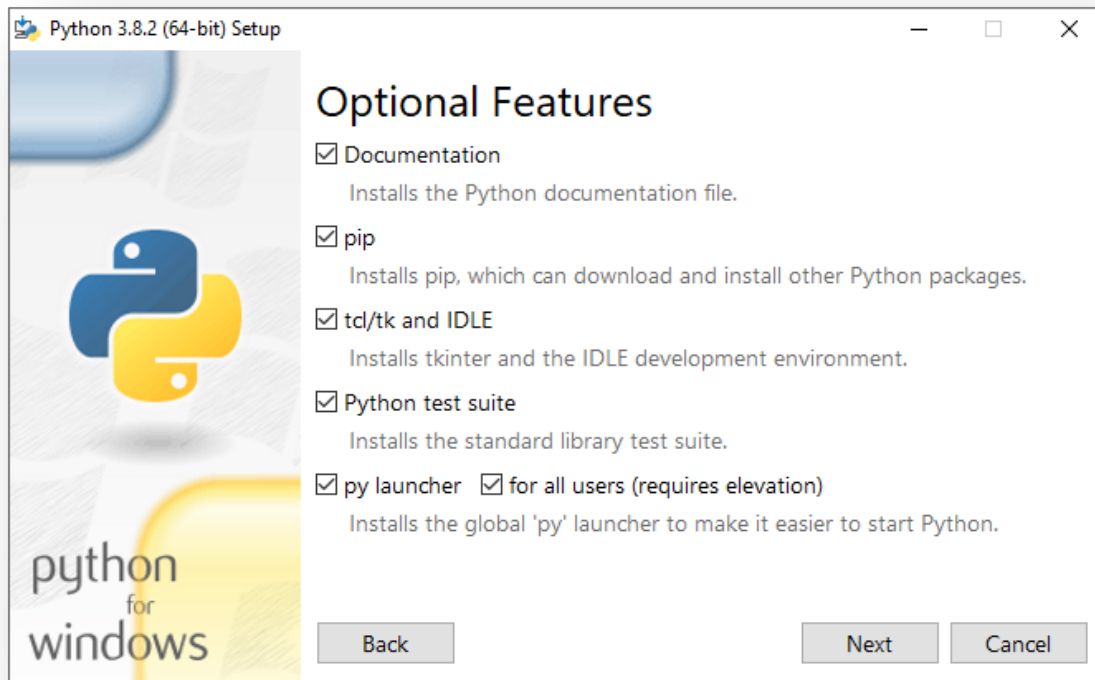 Python 3.8.2 (64-bit) Setup
Optional Features
Documentation
Installs the Python documentation file.
pip
Installs pip, which can download and install other Python packages.
tcl/tk and IDLE
Installs tkinter and the IDLE development environment.
Python test suite
Installs the standard library test suite.
py launcher for all users (requires elevation)
Installs the global 'py' launcher to make it easier to start Python.
python
for
windows
Back Next Cancel